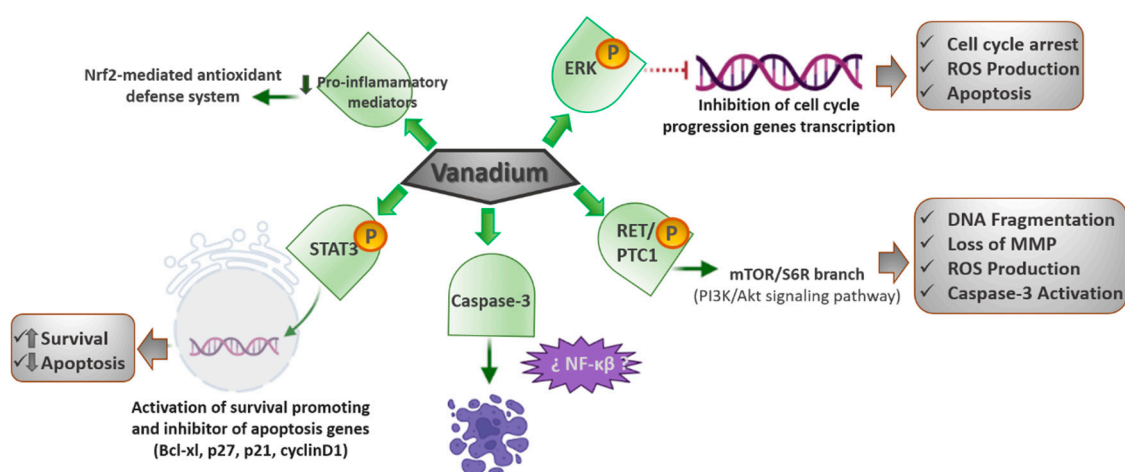 Nrf2-mediated antioxidant
defense system
Pro-inflamamatory
mediators
ERK
P
Inhibition of cell cycle
progression genes transcription
✓ Cell cycle arrest
✓ ROS Production
✓ Apoptosis
Vanadium
STAT3
P
Caspase-3
RET/
PTC1
P
mTOR/S6R branch
(PI3K/Akt signaling pathway)
✓ DNA Fragmentation
✓ Loss of MMP
✓ ROS Production
✓ Caspase-3 Activation
✓ Survival
✓ Apoptosis
¿ NF-κβ ?
Activation of survival promoting
and inhibitor of apoptosis genes
(Bcl-xl, p27, p21, cyclinD1)